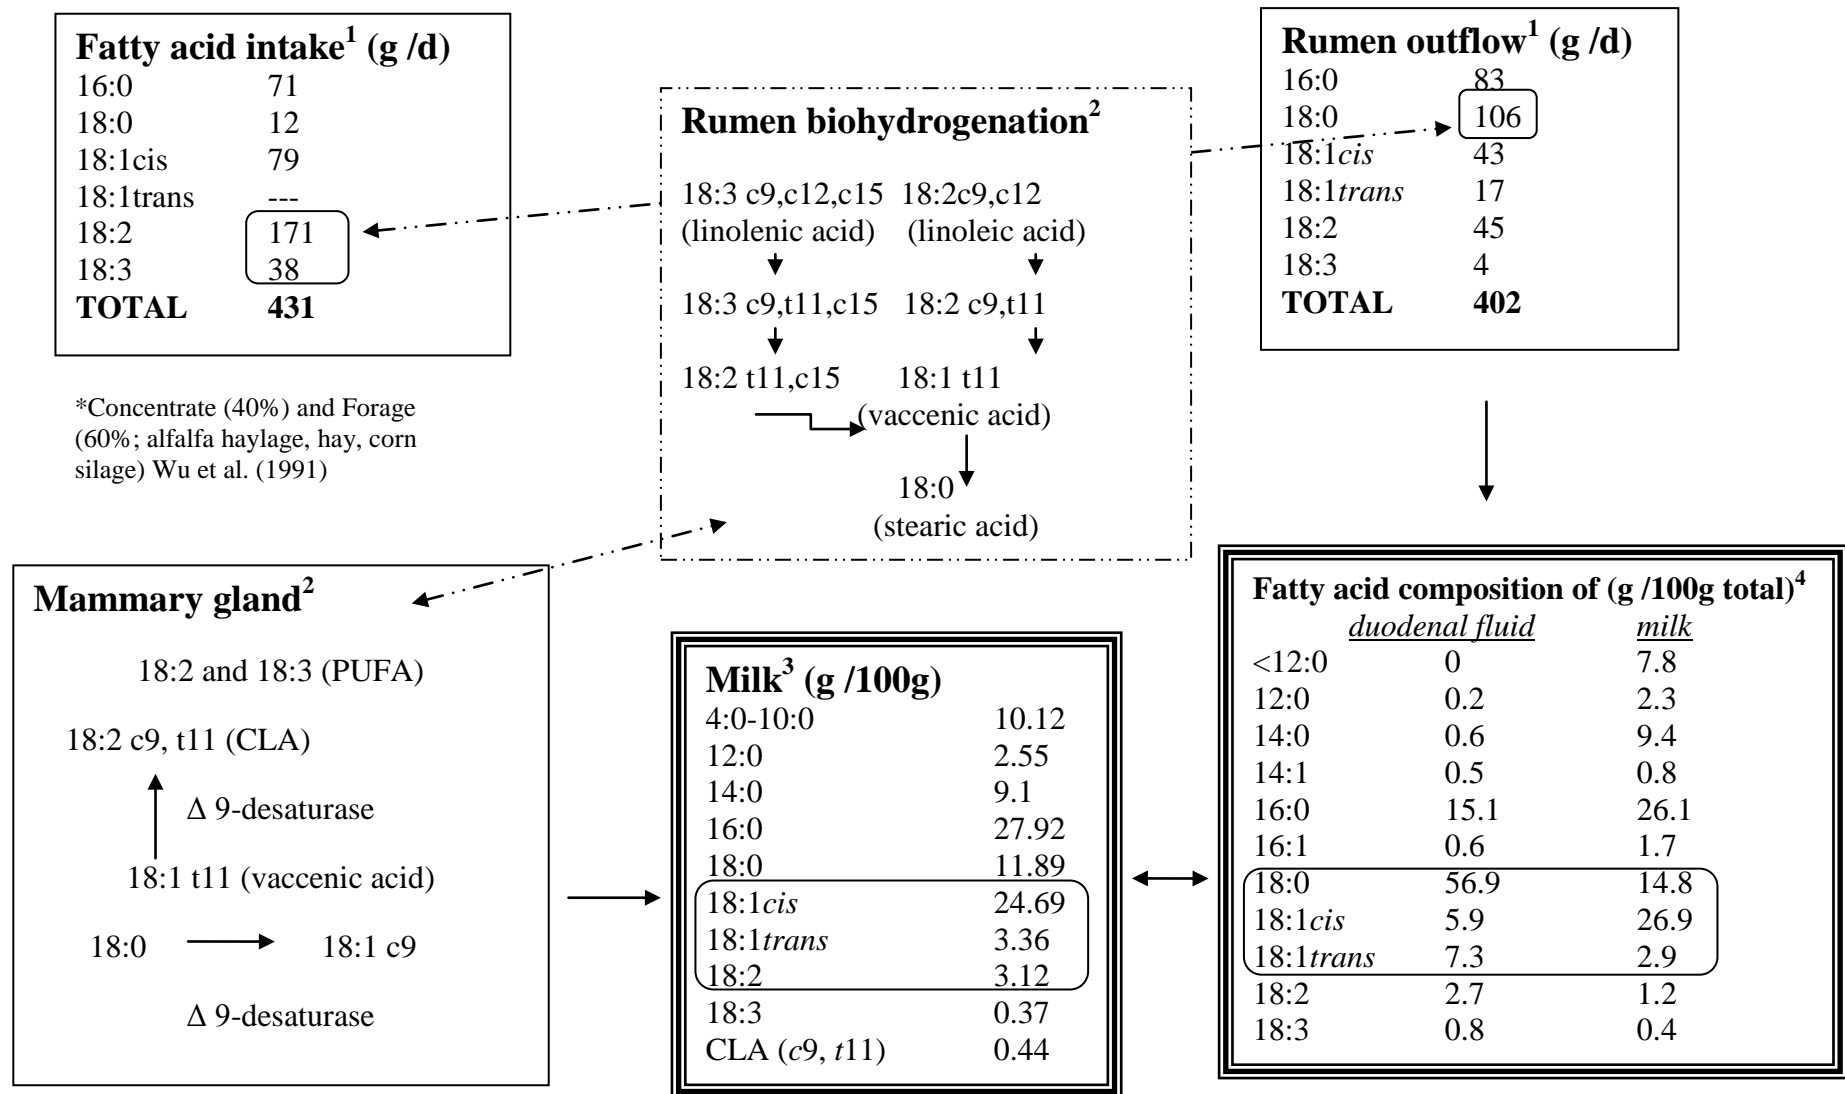 Fatty acid intake1 (g /d)
16:0 71
18:0 12
18:1cis 79
18:1trans ---
18:2 171
18:3 38
TOTAL 431
*Concentrate (40%) and Forage
(60%; alfalfa haylage, hay, corn
silage) Wu et al. (1991)
Rumen biohydrogenation2
18:3 c9,c12,c15 18:2c9,c12
(linolenic acid) (linoleic acid)
18:3 c9,t11,c15 18:2 c9,t11
18:2 t11,c15 18:1 t11
(vaccenic acid)
18:0
(stearic acid)
Rumen outflow1 (g /d)
16:0 83
18:0 106
18:1cis 43
18:1trans 17
18:2 45
18:3 4
TOTAL 402
Mammary gland2
18:2 and 18:3 (PUFA)
18:2 c9, t11 (CLA)
Δ 9-desaturase
18:1 t11 (vaccenic acid)
18:0 18:1 c9
Δ 9-desaturase
Milk3 (g /100g)
4:0-10:0 10.12
12:0 2.55
14:0 9.1
16:0 27.92
18:0 11.89
18:1cis 24.69
18:1trans 3.36
18:2 3.12
18:3 0.37
CLA (c9, t11) 0.44
Fatty acid composition of (g /100g total)4
duodenal fluid milk
<12:0 0 7.8
12:0 0.2 2.3
14:0 0.6 9.4
14:1 0.5 0.8
16:0 15.1 26.1
16:1 0.6 1.7
18:0 56.9 14.8
18:1cis 5.9 26.9
18:1trans 7.3 2.9
18:2 2.7 1.2
18:3 0.8 0.4